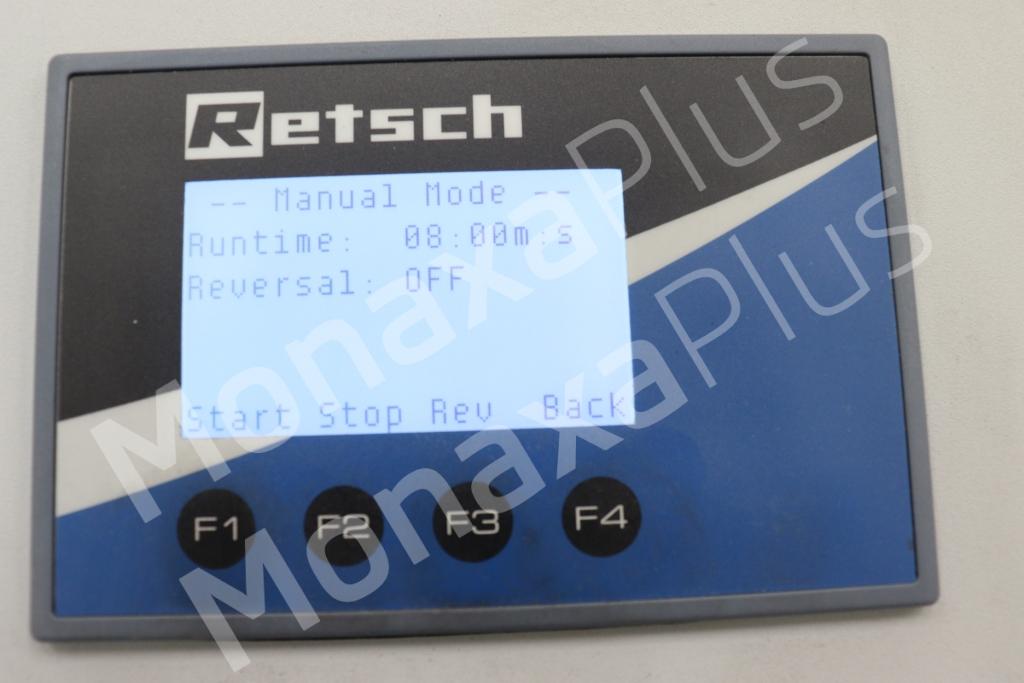 Retsch
-- Manual Mode --
Runtime: 08:00m:s
Reversal: OFF
Start Stop Rev Back
F1 F2 F3 F4
MonaxaPlus
MonaxaPlus